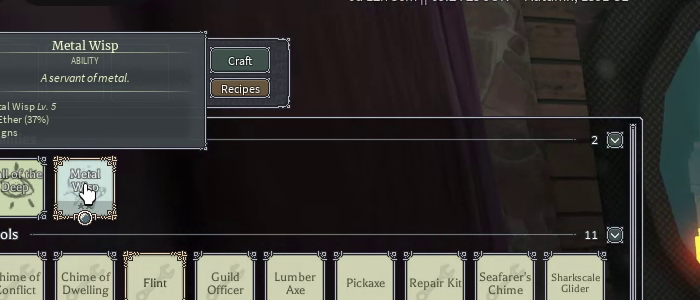 Metal Wisp
ABILITY
A servant of metal.
tal Wisp Lv. 5
Ether (37%)
igns
Craft
Recipes
2
ll of the
Deep
Metal
ols
11
hime of
Conflict
Chime of
Dwelling
Flint
Guild
Officer
Lumber
Axe
Pickaxe
Repair Kit
Seafarer's
Chime
Sharkscale
Glider